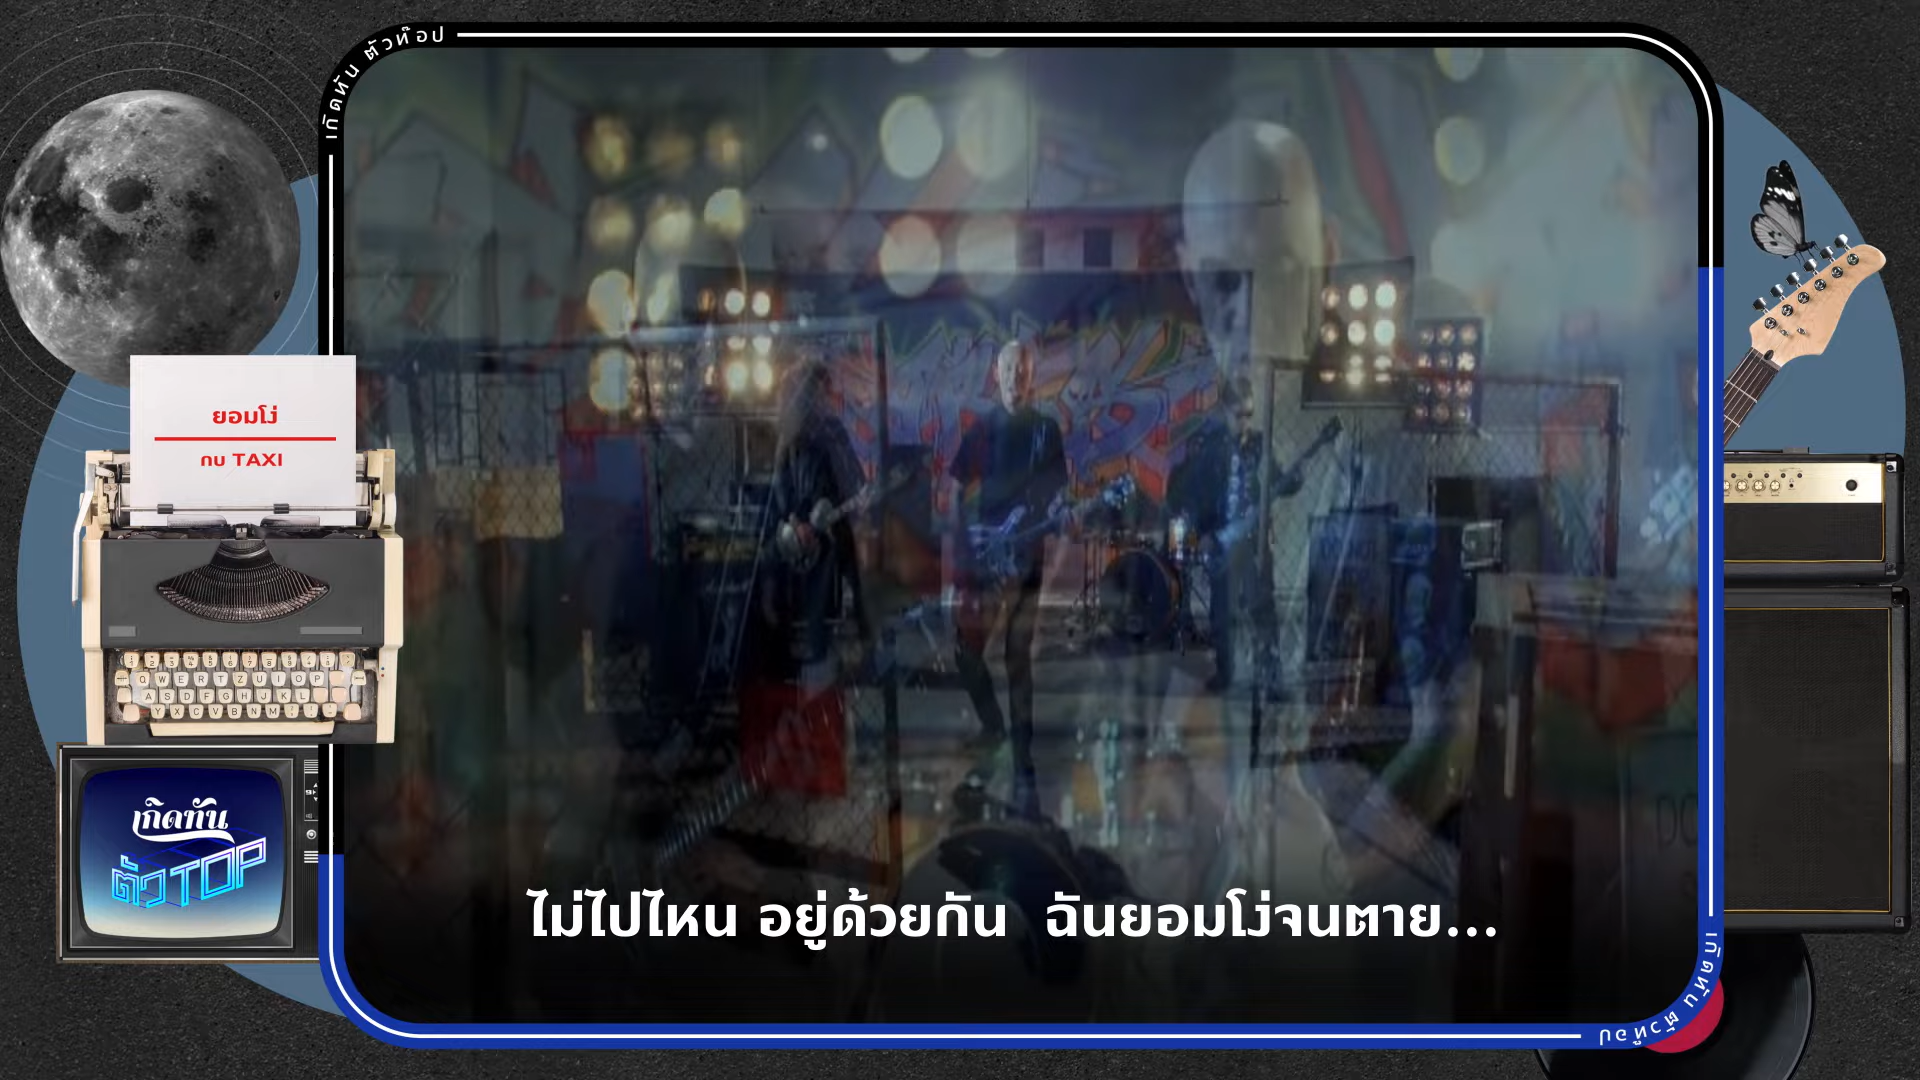 เกิดทัน ตัวท็อป
ยอมโง่
กบ TAXI
เกิดทัน
ตัวTOP
Q W E R T Z U I O P
A S D F G H J K L
Y X C V B N M
ไม่ไปไหน อยู่ด้วยกัน ฉันยอมโง่จนตาย...
เกิดทัน ตัวท็อป